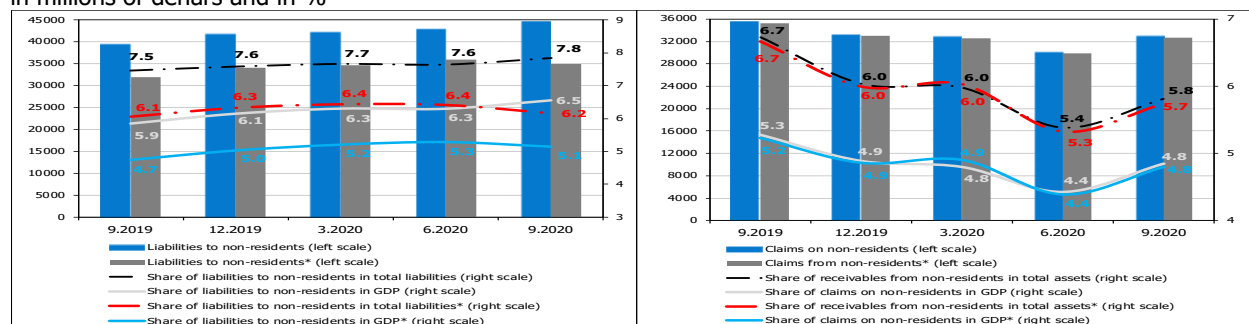 in millions of denars and in %
45000
40000
35000
30000
25000
20000
15000
10000
5000
0
7.5 7.6 7.7 7.6 7.8
6.1 6.3 6.4 6.4 6.2
5.9 6.1 6.3 6.3 6.5
4.7 5.0 5.2 5.3 5.1
9
8
7
6
5
4
3
9.2019 12.2019 3.2020 6.2020 9.2020
Liabilities to non-residents (left scale)
Liabilities to non-residents* (left scale)
Share of liabilities to non-residents in total liabilities (right scale)
Share of liabilities to non-residents in GDP (right scale)
Share of liabilities to non-residents in total liabilities* (right scale)
Share of liabilities to non-residents in GDP* (right scale)
36000
32000
28000
24000
20000
16000
12000
8000
4000
0
6.7 6.0 6.0 5.4 5.8
6.7 6.0 6.0 5.3 5.7
5.3 4.9 4.8 4.4 4.8
4.9 4.4 4.8
7
6
5
4
9.2019 12.2019 3.2020 6.2020 9.2020
Claims on non-residents (left scale)
Claims from non-residents* (left scale)
Share of receivables from non-residents in total assets (right scale)
Share of claims on non-residents in GDP (right scale)
Share of receivables from non-residents in total assets* (right scale)
Share of claims on non-residents in GDP* (right scale)